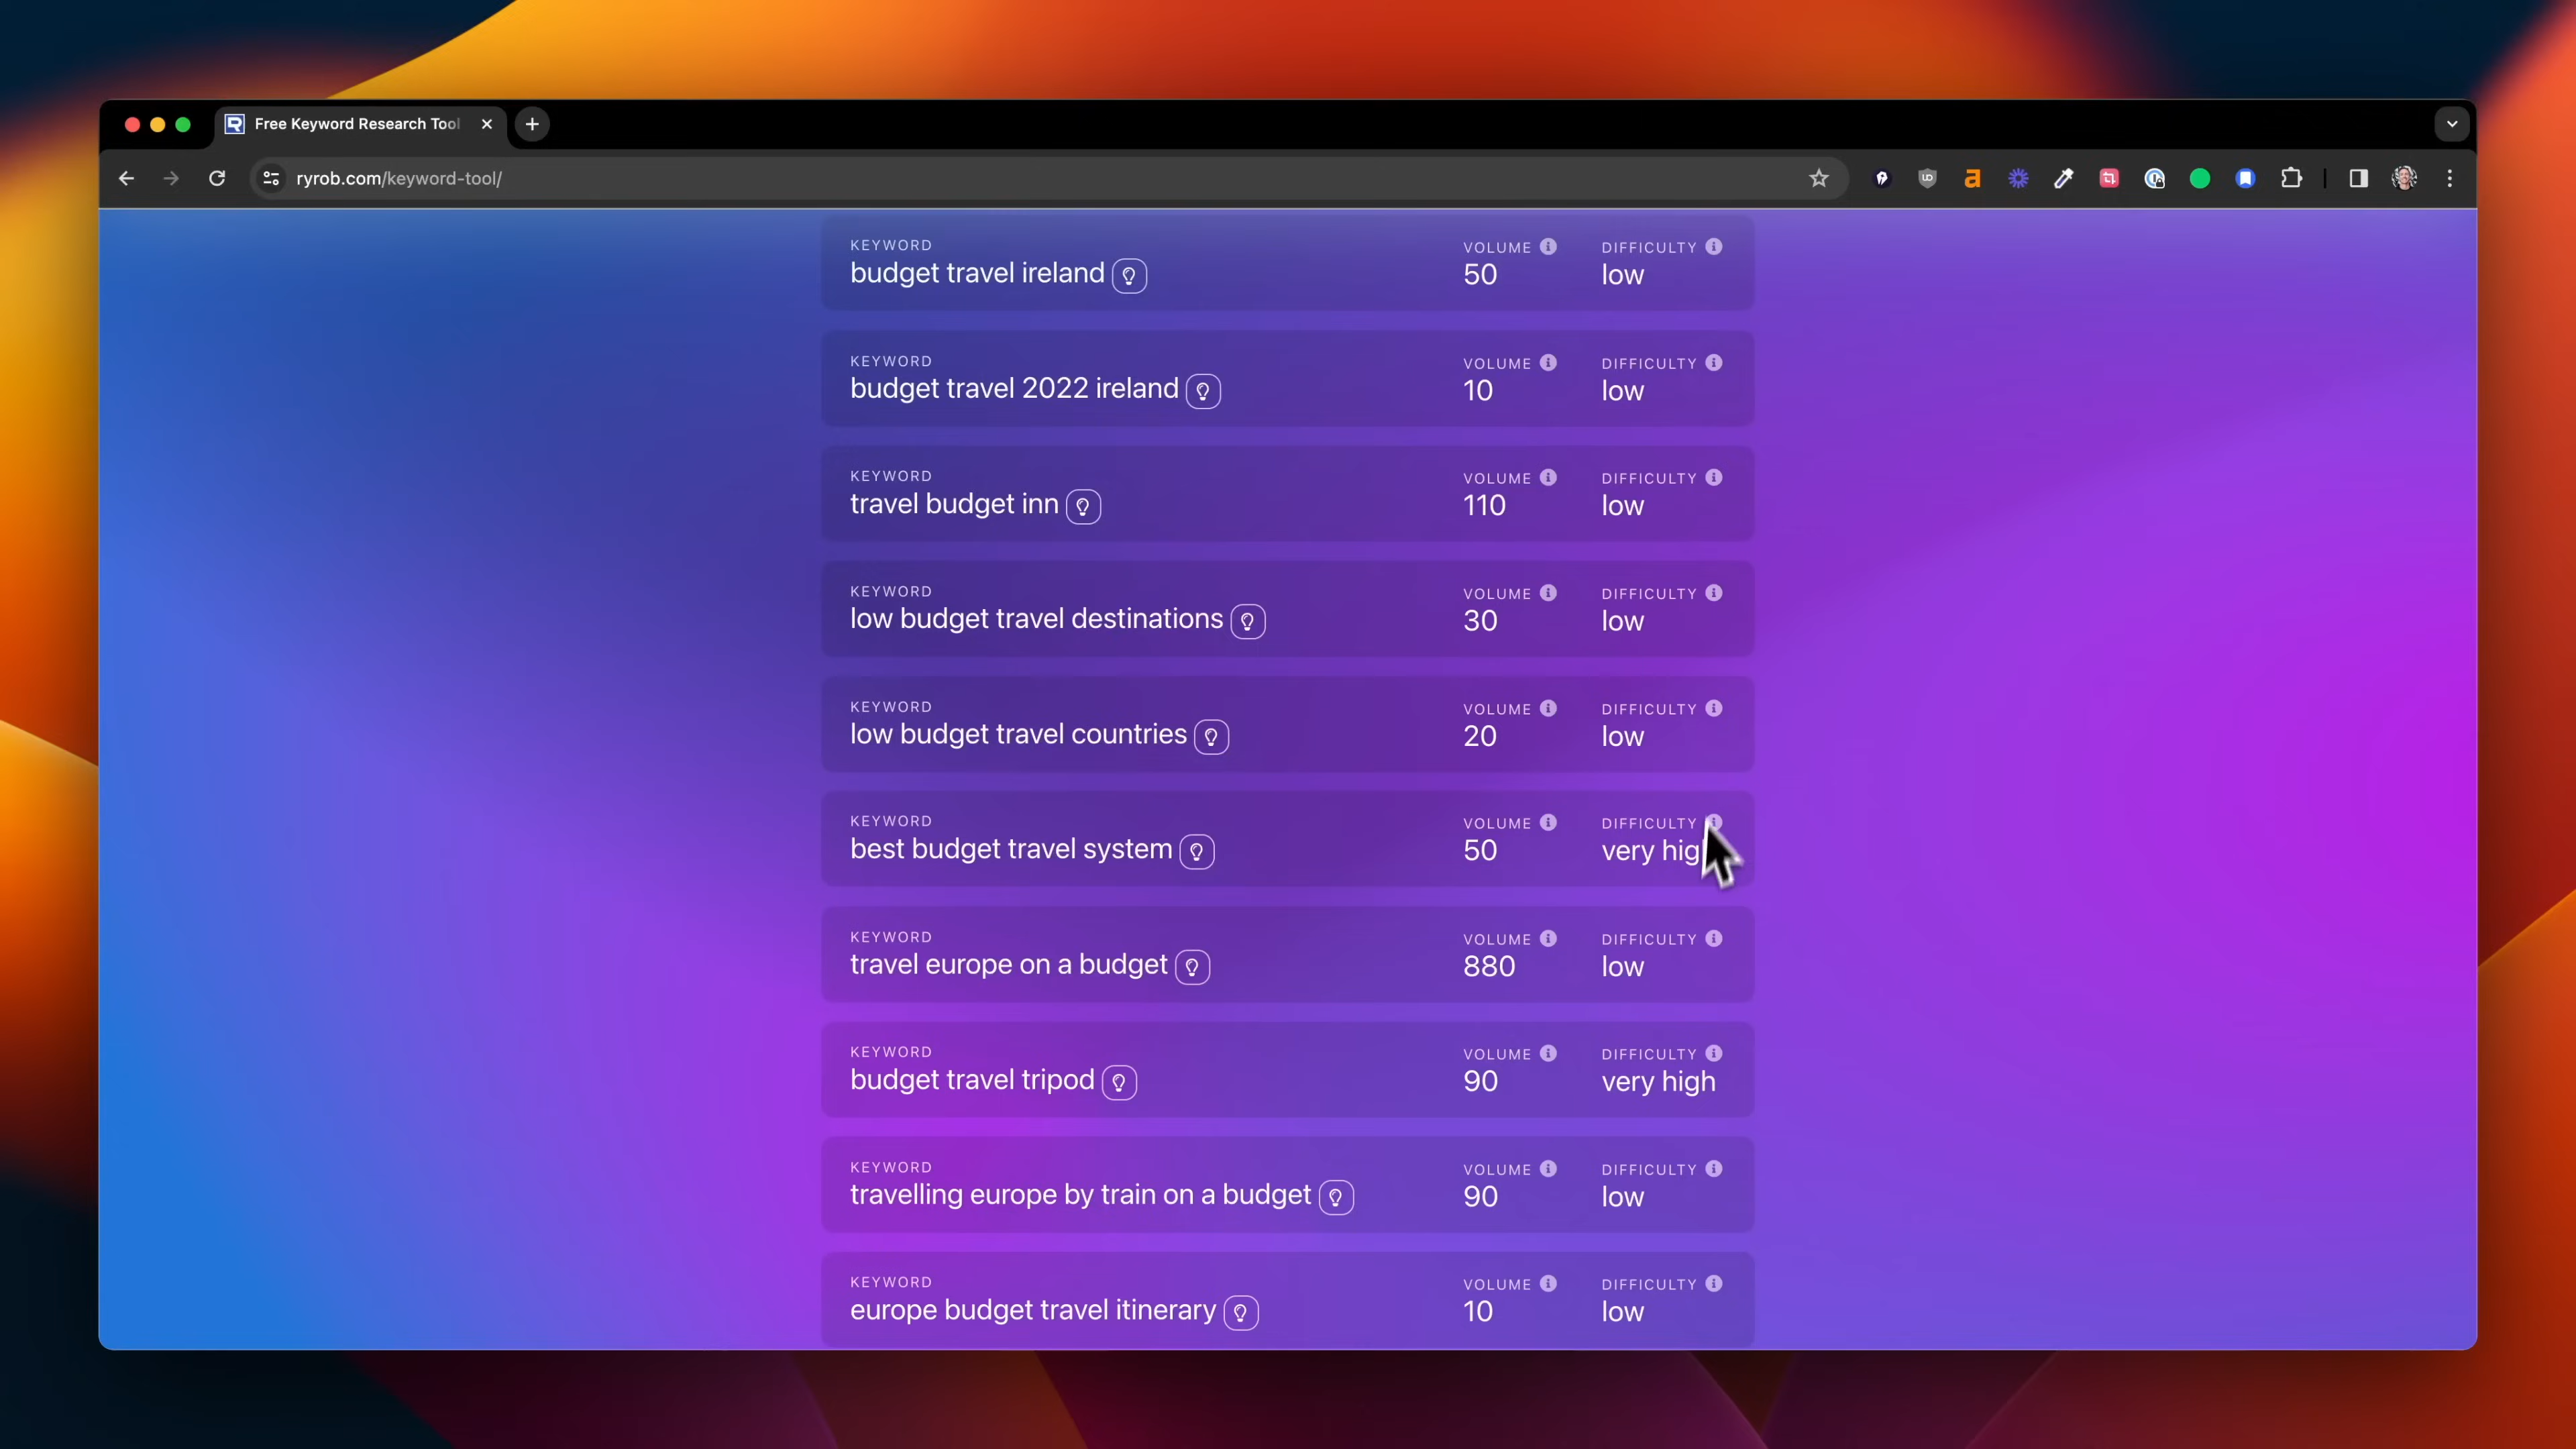 Free Keyword Research Tool
ryrob.com/keyword-tool/
KEYWORD VOLUME DIFFICULTY
budget travel ireland 50 low
KEYWORD VOLUME DIFFICULTY
budget travel 2022 ireland 10 low
KEYWORD VOLUME DIFFICULTY
travel budget inn 110 low
KEYWORD VOLUME DIFFICULTY
low budget travel destinations 30 low
KEYWORD VOLUME DIFFICULTY
low budget travel countries 20 low
KEYWORD VOLUME DIFFICULTY
best budget travel system 50 very high
KEYWORD VOLUME DIFFICULTY
travel europe on a budget 880 low
KEYWORD VOLUME DIFFICULTY
budget travel tripod 90 very high
KEYWORD VOLUME DIFFICULTY
travelling europe by train on a budget 90 low
KEYWORD VOLUME DIFFICULTY
europe budget travel itinerary 10 low